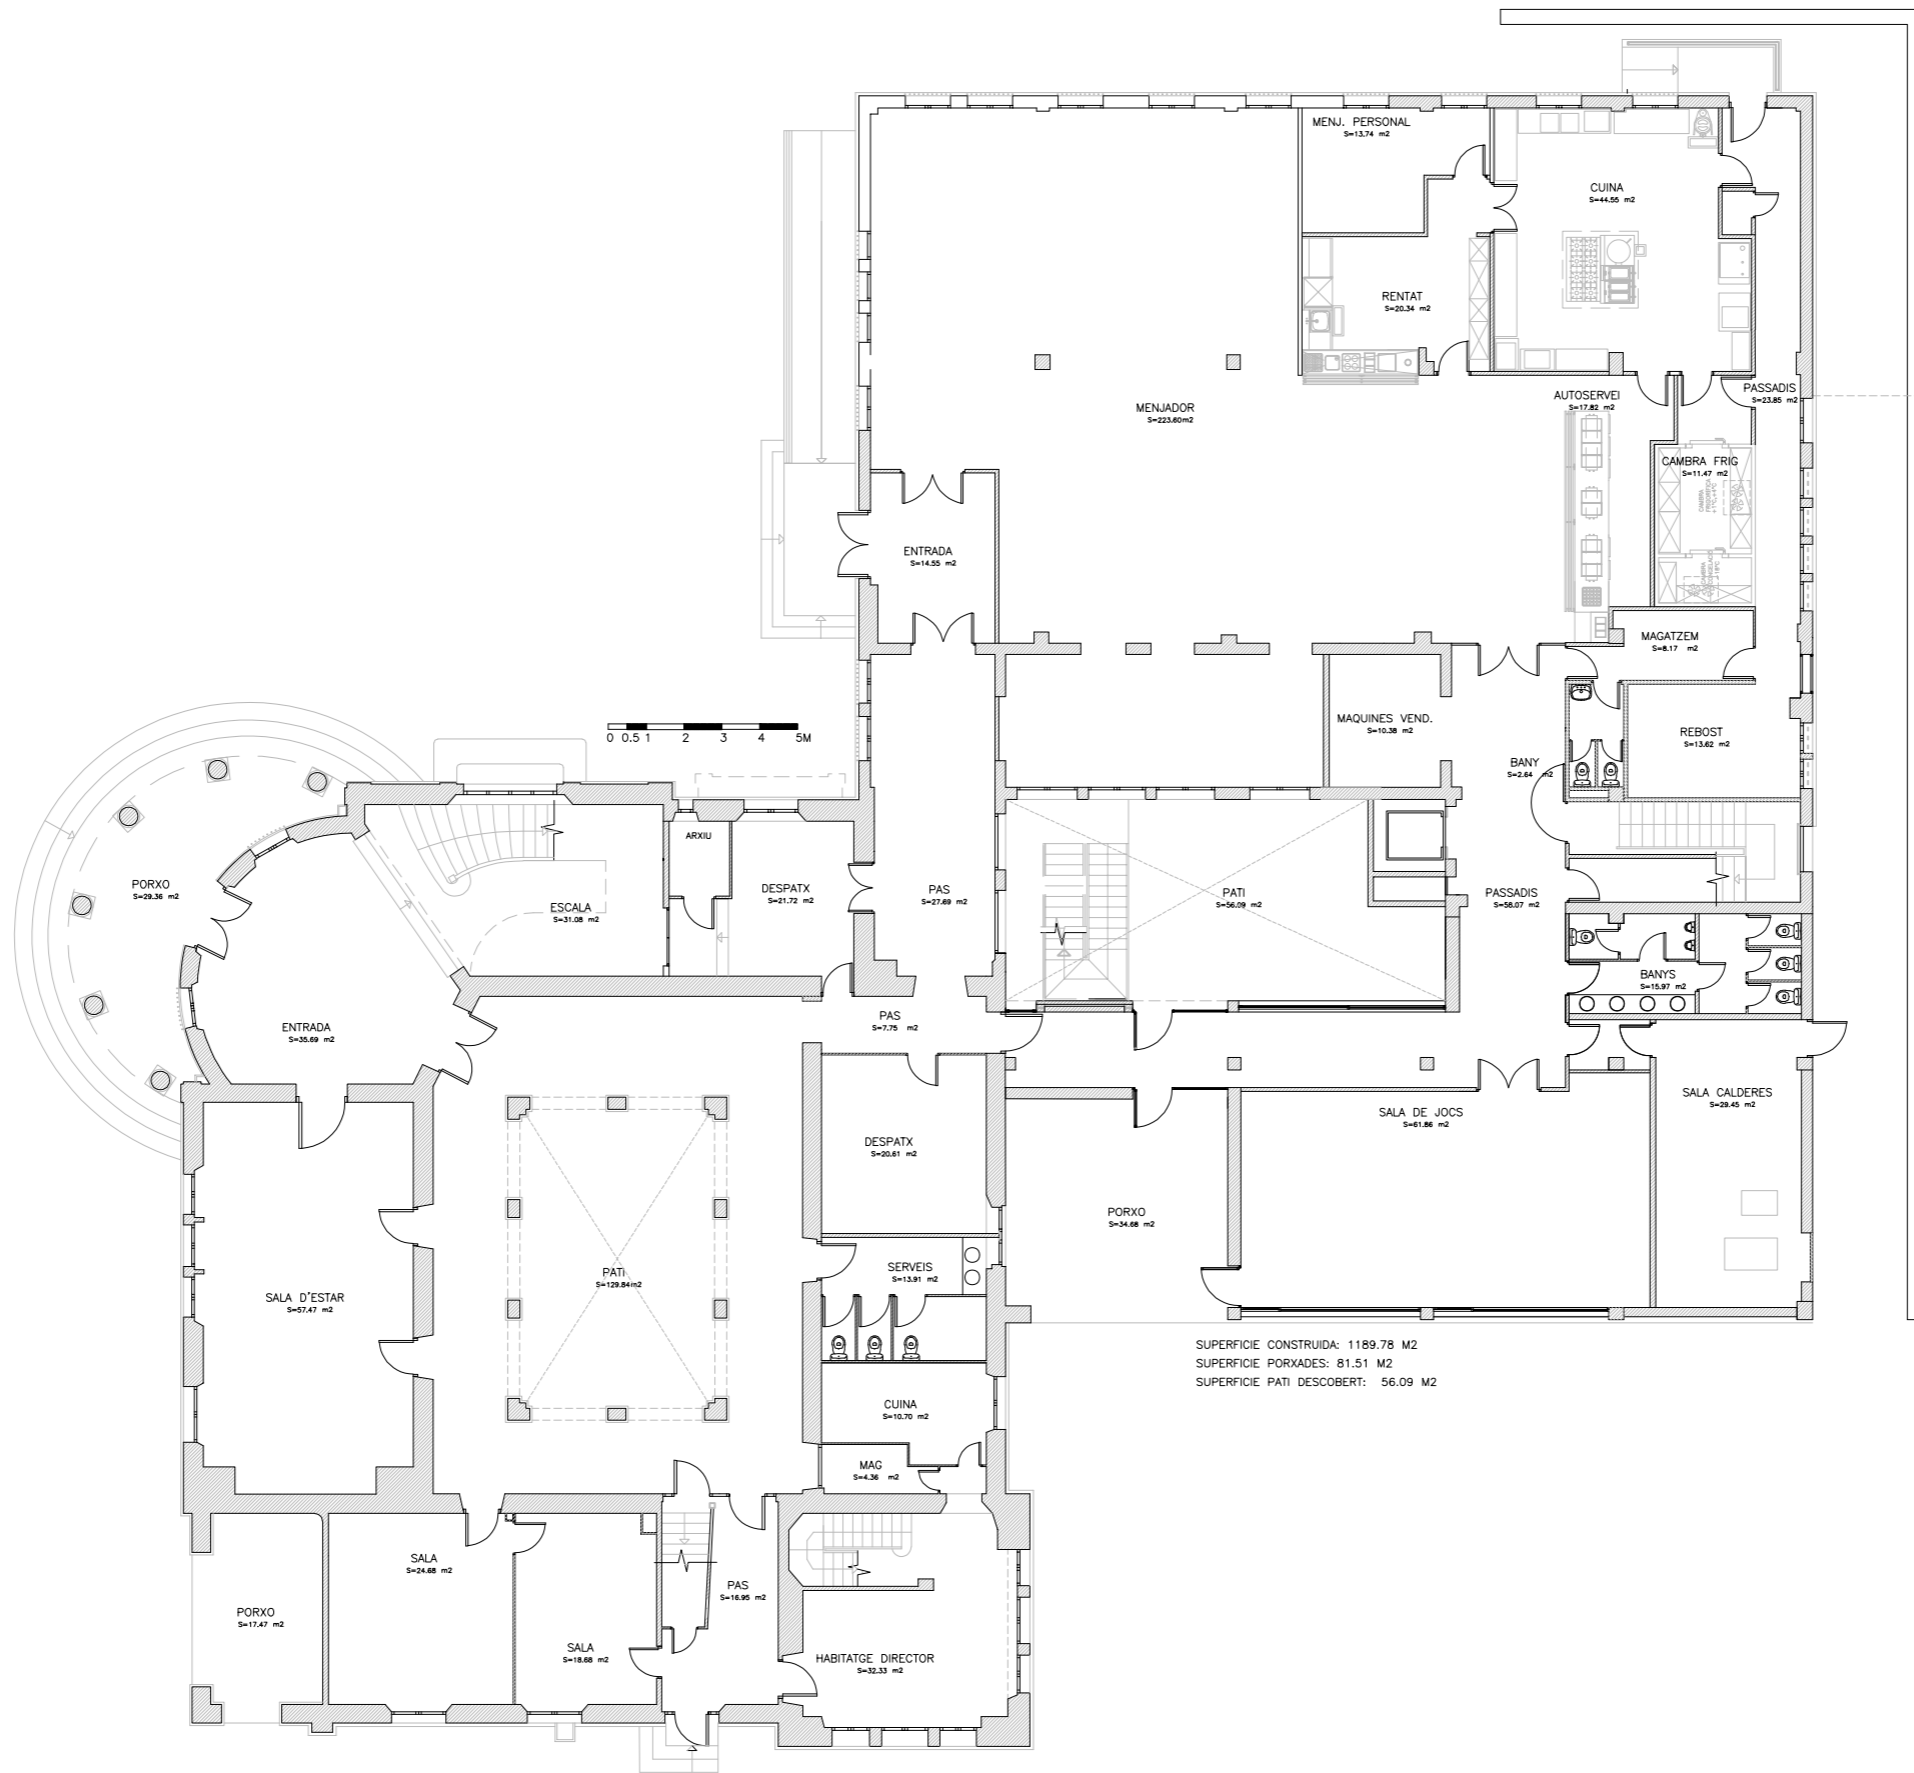 MENJ. PERSONAL
S=13.74 m2
CUINA
S=44.55 m2
RENTAT
S=20.34 m2
MENJADOR
S=223.60m2
AUTOSERVEI
S=17.82 m2
PASSADIS
S=23.85 m2
CAMBRA FRIG
S=11.47 m2
ENTRADA
S=14.55 m2
MAGATZEM
S=8.17 m2
MAQUINES VEND.
S=10.38 m2
REBOST
S=13.62 m2
BANY
S=2.64 m2
0 0.5 1 2 3 4 5M
ARXIU
PORXO
S=29.36 m2
DESPATX
S=21.72 m2
PAS
S=27.69 m2
PATI
S=56.09 m2
PASSADIS
S=58.07 m2
ESCALA
S=31.08 m2
BANYS
S=15.97 m2
ENTRADA
S=35.69 m2
PAS
S=7.75 m2
SALA CALDERES
S=29.45 m2
SALA DE JOCS
S=61.86 m2
DESPATX
S=20.61 m2
PORXO
S=34.68 m2
SERVEIS
S=13.91 m2
PATI
S=129.84m2
SALA D'ESTAR
S=57.47 m2
SUPERFICIE CONSTRUIDA: 1189.78 M2
SUPERFICIE PORXADES: 81.51 M2
SUPERFICIE PATI DESCOBERT: 56.09 M2
CUINA
S=10.70 m2
MAG
S=4.36 m2
SALA
S=24.68 m2
PAS
S=16.95 m2
PORXO
S=17.47 m2
SALA
S=18.68 m2
HABITATGE DIRECTOR
S=32.33 m2